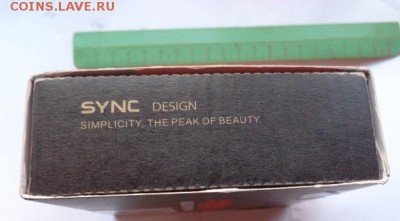 COINS.LAVE.RU
SYNC DESIGN
SIMPLICITY, THE PEAK OF BEAUTY.